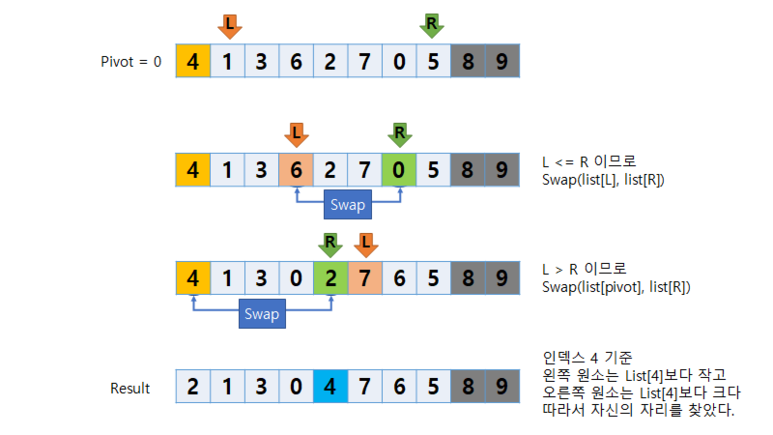 L R
Pivot = 0 4 1 3 6 2 7 0 5 8 9
L R
4 1 3 6 2 7 0 5 8 9
L <= R 이므로
Swap(list[L], list[R])
Swap
R L
4 1 3 0 2 7 6 5 8 9
L > R 이므로
Swap(list[pivot], list[R])
Swap
Result 2 1 3 0 4 7 6 5 8 9
인덱스 4 기준
왼쪽 원소는 List[4]보다 작고
오른쪽 원소는 List[4]보다 크다
따라서 자신의 자리를 찾았다.